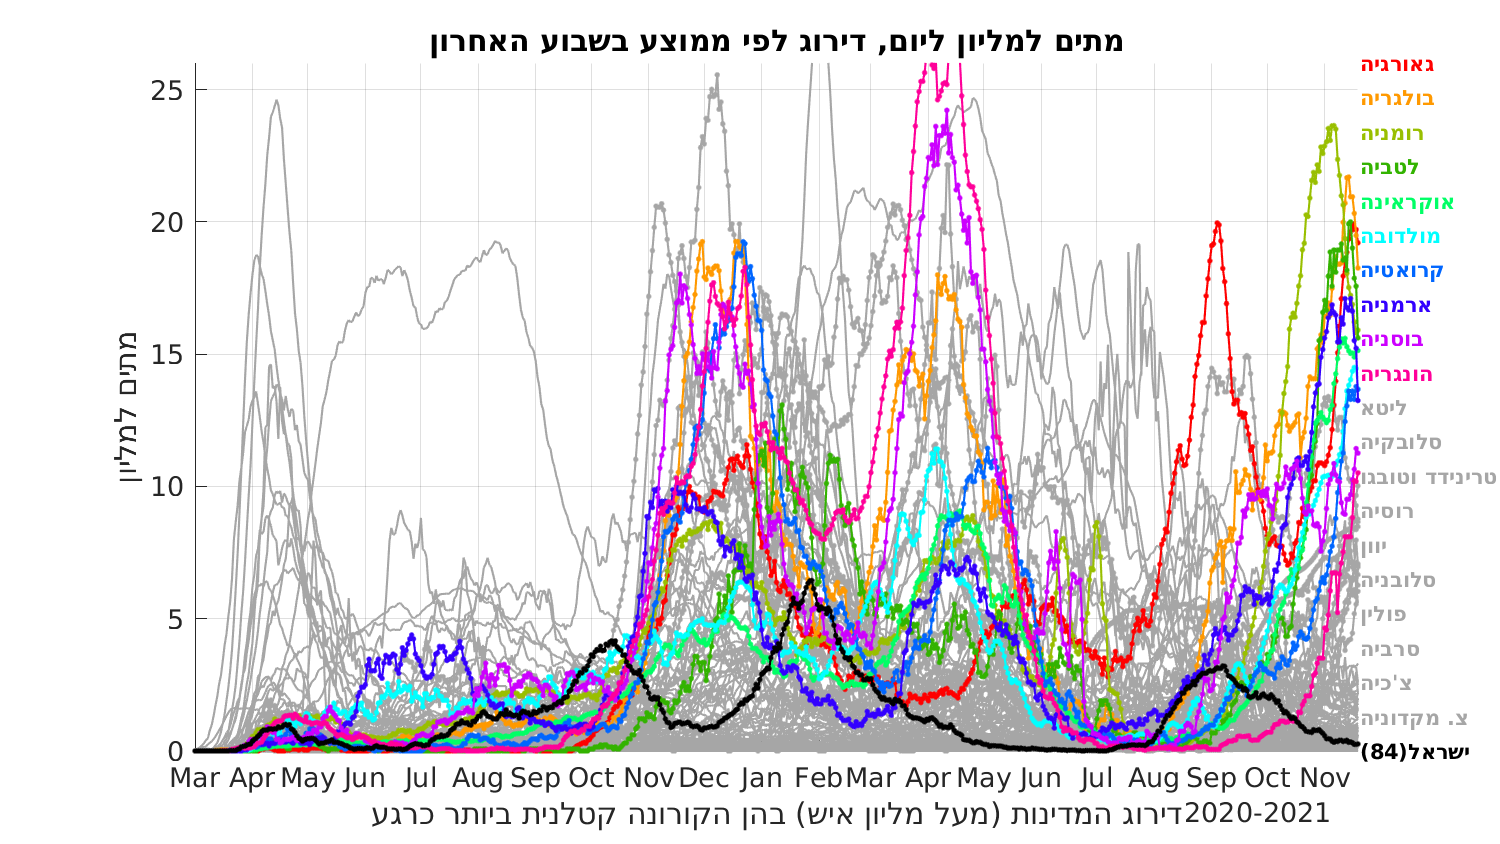 מתים למליון ליום, דירוג לפי ממוצע בשבוע האחרון
מתים למליון
25
20
15
10
5
0
Mar Apr May Jun Jul Aug Sep Oct Nov Dec Jan Feb Mar Apr May Jun Jul Aug Sep Oct Nov
דירוג המדינות (מעל מליון איש) בהן הקורונה קטלנית ביותר כרגע2020-2021
גאורגיה
בולגריה
רומניה
לטביה
אוקראינה
מולדובה
קרואטיה
ארמניה
בוסניה
הונגריה
ליטא
סלובקיה
טרינידד וטובגו
רוסיה
יוון
סלובניה
פולין
סרביה
צ'כיה
צ. מקדוניה
ישראל(84)